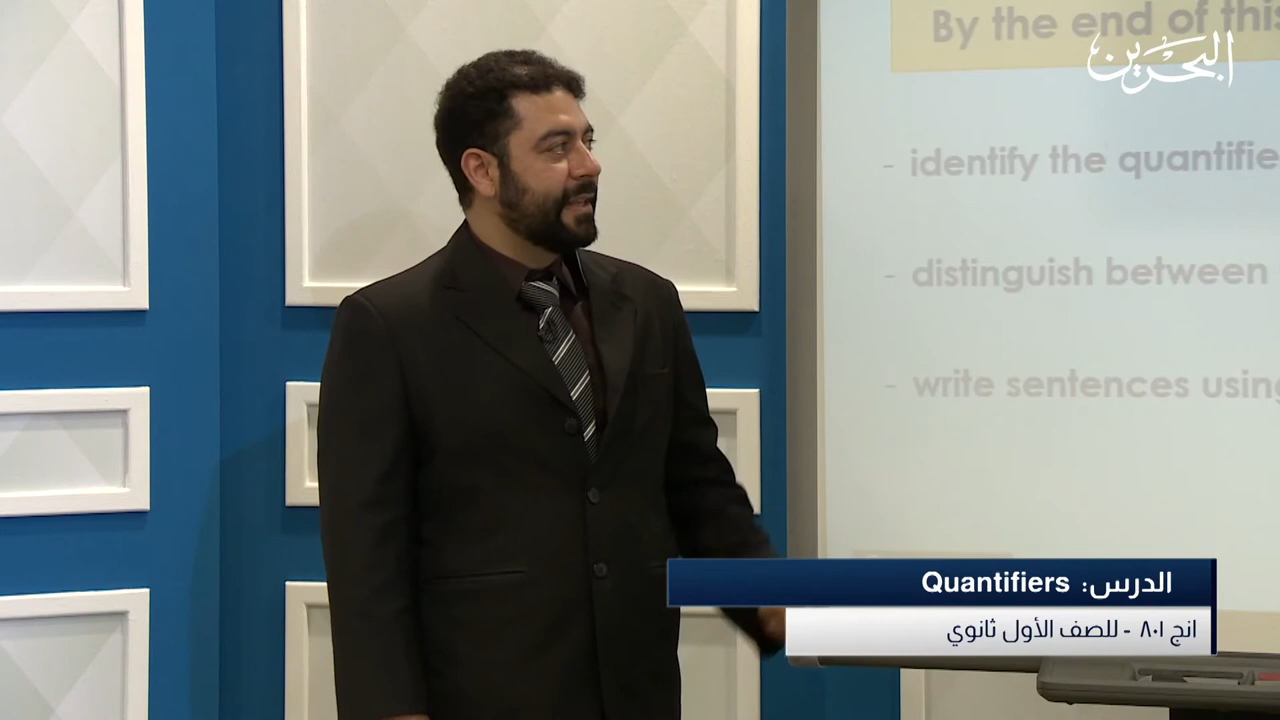 By the end of this
البحرين
- identify the quantifie
- distinguish between
- write sentences using
الدرس: Quantifiers
انج ٨٠١ - للصف الأول ثانوي